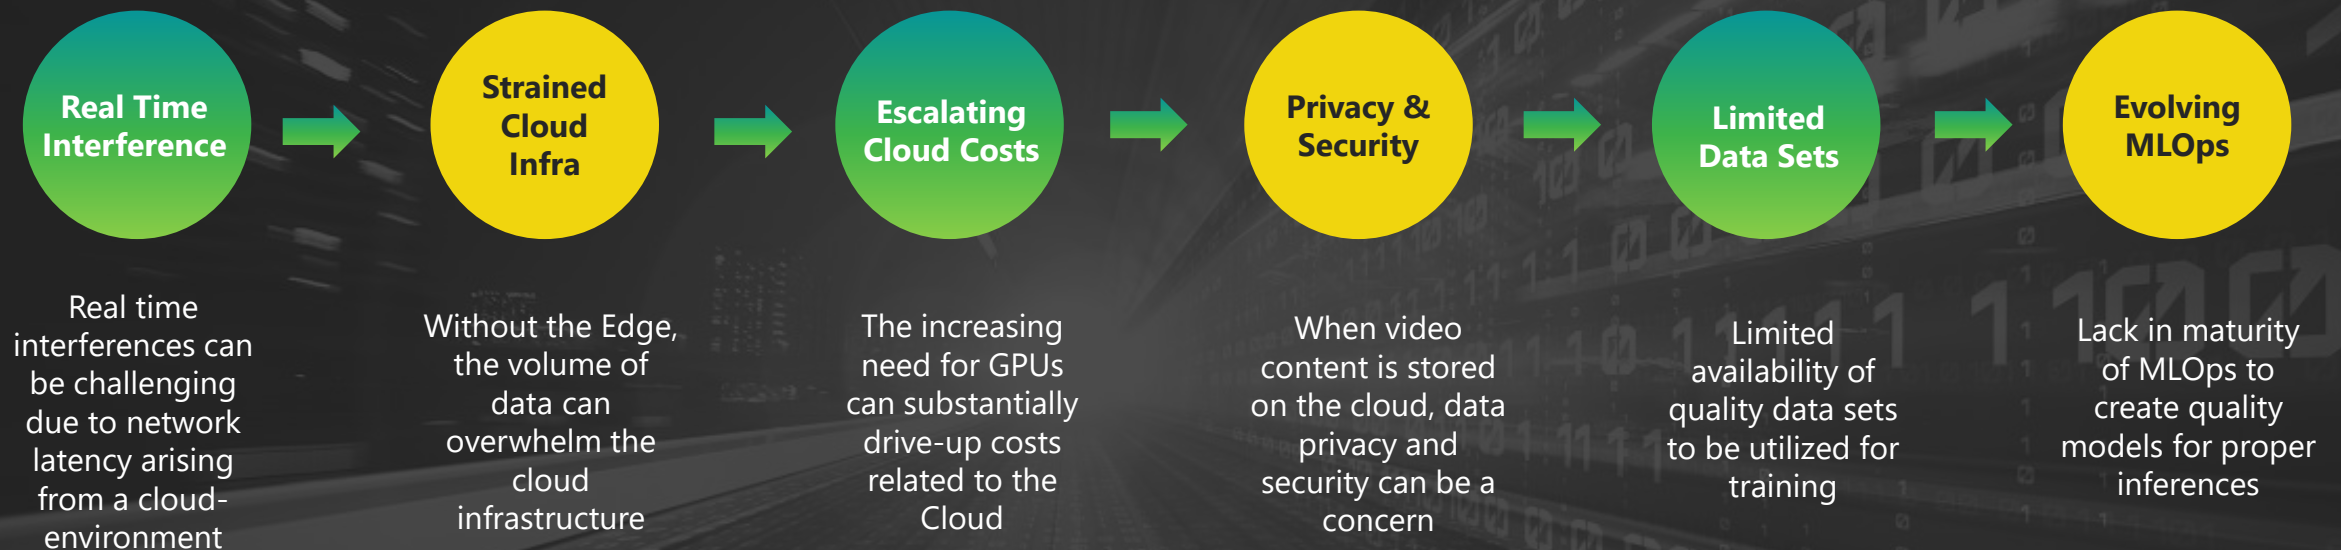 Real Time
Interference
Strained
Cloud
Infra
Escalating
Cloud Costs
Privacy &
Security
Limited
Data Sets
Evolving
MLOps
Real time
interferences can
be challenging
due to network
latency arising
from a cloud-
environment
Without the Edge,
the volume of
data can
overwhelm the
cloud
infrastructure
The increasing
need for GPUs
can substantially
drive-up costs
related to the
Cloud
When video
content is stored
on the cloud, data
privacy and
security can be a
concern
Limited
availability of
quality data sets
to be utilized for
training
Lack in maturity
of MLOps to
create quality
models for proper
inferences